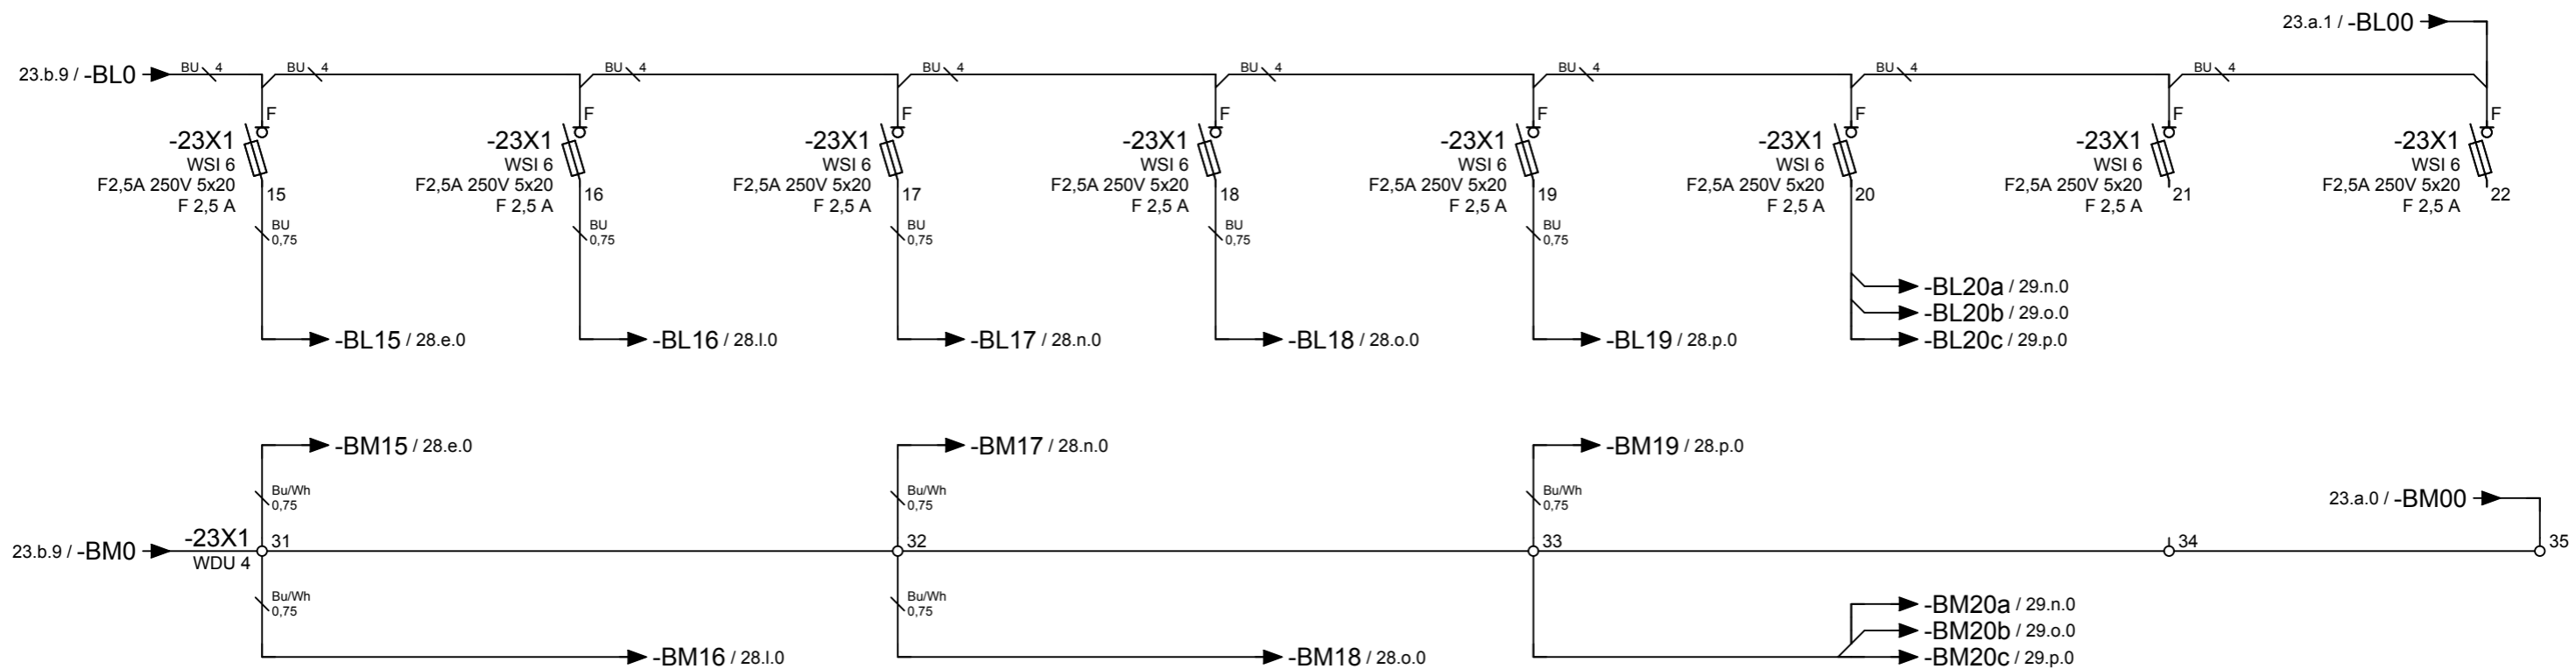 23.a.1 / -BL00
23.b.9 / -BL0
BU 4
BU 4
BU 4
BU 4
BU 4
BU 4
BU 4
BU 4
F
-23X1
WSI 6
F2,5A 250V 5x20
F 2,5 A
15
BU
0,75
F
-23X1
WSI 6
F2,5A 250V 5x20
F 2,5 A
16
BU
0,75
F
-23X1
WSI 6
F2,5A 250V 5x20
F 2,5 A
17
BU
0,75
F
-23X1
WSI 6
F2,5A 250V 5x20
F 2,5 A
18
BU
0,75
F
-23X1
WSI 6
F2,5A 250V 5x20
F 2,5 A
19
BU
0,75
F
-23X1
WSI 6
F2,5A 250V 5x20
F 2,5 A
20
F
-23X1
WSI 6
F2,5A 250V 5x20
F 2,5 A
21
F
-23X1
WSI 6
F2,5A 250V 5x20
F 2,5 A
22
-BL20a / 29.n.0
-BL20b / 29.o.0
-BL15 / 28.e.0
-BL16 / 28.l.0
-BL17 / 28.n.0
-BL18 / 28.o.0
-BL19 / 28.p.0
-BL20c / 29.p.0
-BM15 / 28.e.0
-BM17 / 28.n.0
-BM19 / 28.p.0
Bu/Wh
0,75
Bu/Wh
0,75
Bu/Wh
0,75
23.a.0 / -BM00
23.b.9 / -BM0
-23X1
WDU 4
31
32
33
34
35
Bu/Wh
0,75
Bu/Wh
0,75
-BM20a / 29.n.0
-BM20b / 29.o.0
-BM16 / 28.l.0
-BM18 / 28.o.0
-BM20c / 29.p.0